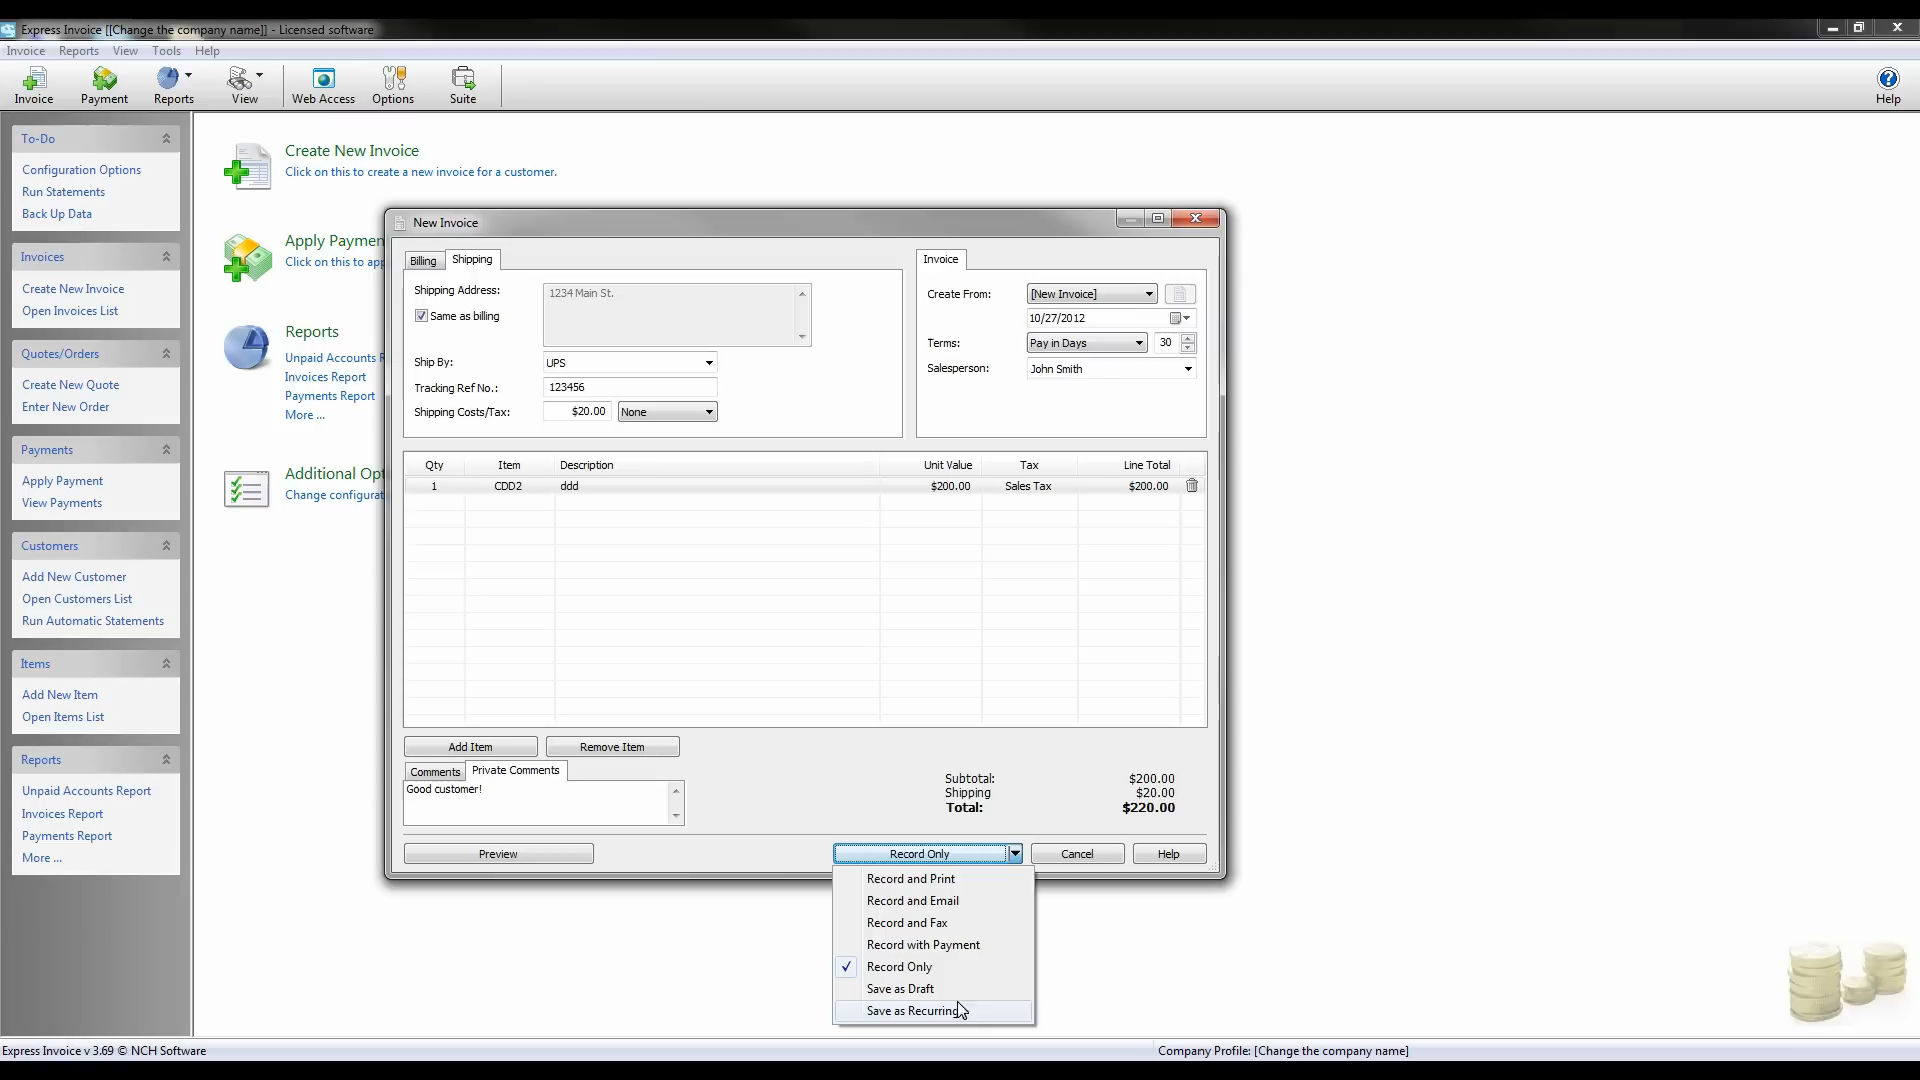 Express Invoice [[Change the company name]] - Licensed software
Invoice Reports View Tools Help
Invoice Payment Reports View Web Access Options Suite Help
To-Do
Configuration Options
Run Statements
Back Up Data
Invoices
Create New Invoice
Open Invoices List
Quotes/Orders
Create New Quote
Enter New Order
Payments
Apply Payment
View Payments
Customers
Add New Customer
Open Customers List
Run Automatic Statements
Items
Add New Item
Open Items List
Reports
Unpaid Accounts Report
Invoices Report
Payments Report
More ...
Create New Invoice
Click on this to create a new invoice for a customer.
Apply Paymen
Click on this to app
Reports
Unpaid Accounts R
Invoices Report
Payments Report
More ...
Additional Opt
Change configurat
New Invoice
Billing Shipping
Shipping Address: 1234 Main St.
Same as billing
Ship By: UPS
Tracking Ref No.: 123456
Shipping Costs/Tax: $20.00 None
Invoice
Create From: [New Invoice]
10/27/2012
Terms: Pay in Days 30
Salesperson: John Smith
Qty Item Description Unit Value Tax Line Total
1 CDD2 ddd $200.00 Sales Tax $200.00
Add Item Remove Item
Comments Private Comments
Good customer!
Subtotal: $200.00
Shipping $20.00
Total: $220.00
Preview Record Only Cancel Help
Record and Print
Record and Email
Record and Fax
Record with Payment
Record Only
Save as Draft
Save as Recurring
Express Invoice v 3.69 © NCH Software
Company Profile: [Change the company name]